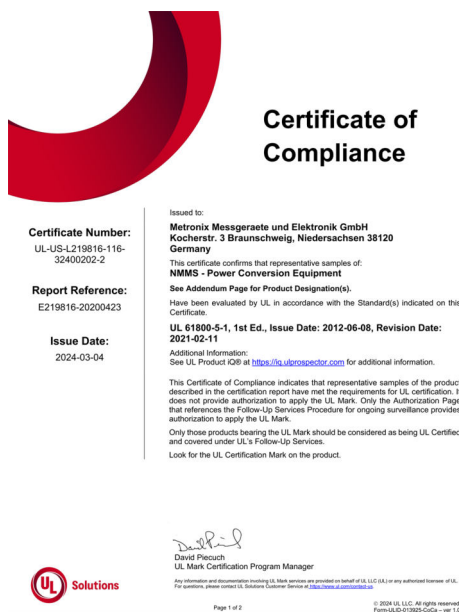 Certificate of
Compliance
Certificate Number:
UL-US-L219816-116-
32400202-2
Report Reference:
E219816-20200423
Issue Date:
2024-03-04
Issued to:
Metronix Messgeraete und Elektronik GmbH
Kocherstr. 3 Braunschweig, Niedersachsen 38120
Germany
This certificate confirms that representative samples of:
NMMS - Power Conversion Equipment
See Addendum Page for Product Designation(s).
Have been evaluated by UL in accordance with the Standard(s) indicated on this
Certificate.
UL 61800-5-1, 1st Ed., Issue Date: 2012-06-08, Revision Date:
2021-02-11
Additional Information:
See UL Product iQ® at https://iq.ulprospector.com for additional information.
This Certificate of Compliance indicates that representative samples of the product
described in the certification report have met the requirements for UL certification. It
does not provide authorization to apply the UL Mark. Only the Authorization Page
that references the Follow-Up Services Procedure for ongoing surveillance provides
authorization to apply the UL Mark.
Only those products bearing the UL Mark should be considered as being UL Certified
and covered under UL's Follow-Up Services.
Look for the UL Certification Mark on the product.
David Piecuch
UL Mark Certification Program Manager
Any information and documentation involving UL Mark services are provided on behalf of UL LLC (UL) or any authorized licensee of UL.
For questions, please contact UL Solutions Customer Service at https://www.ul.com/contact-us.
UL Solutions
Page 1 of 2
© 2024 UL LLC. All rights reserved.
Form-ULID-013925-CoCa – ver 1.0